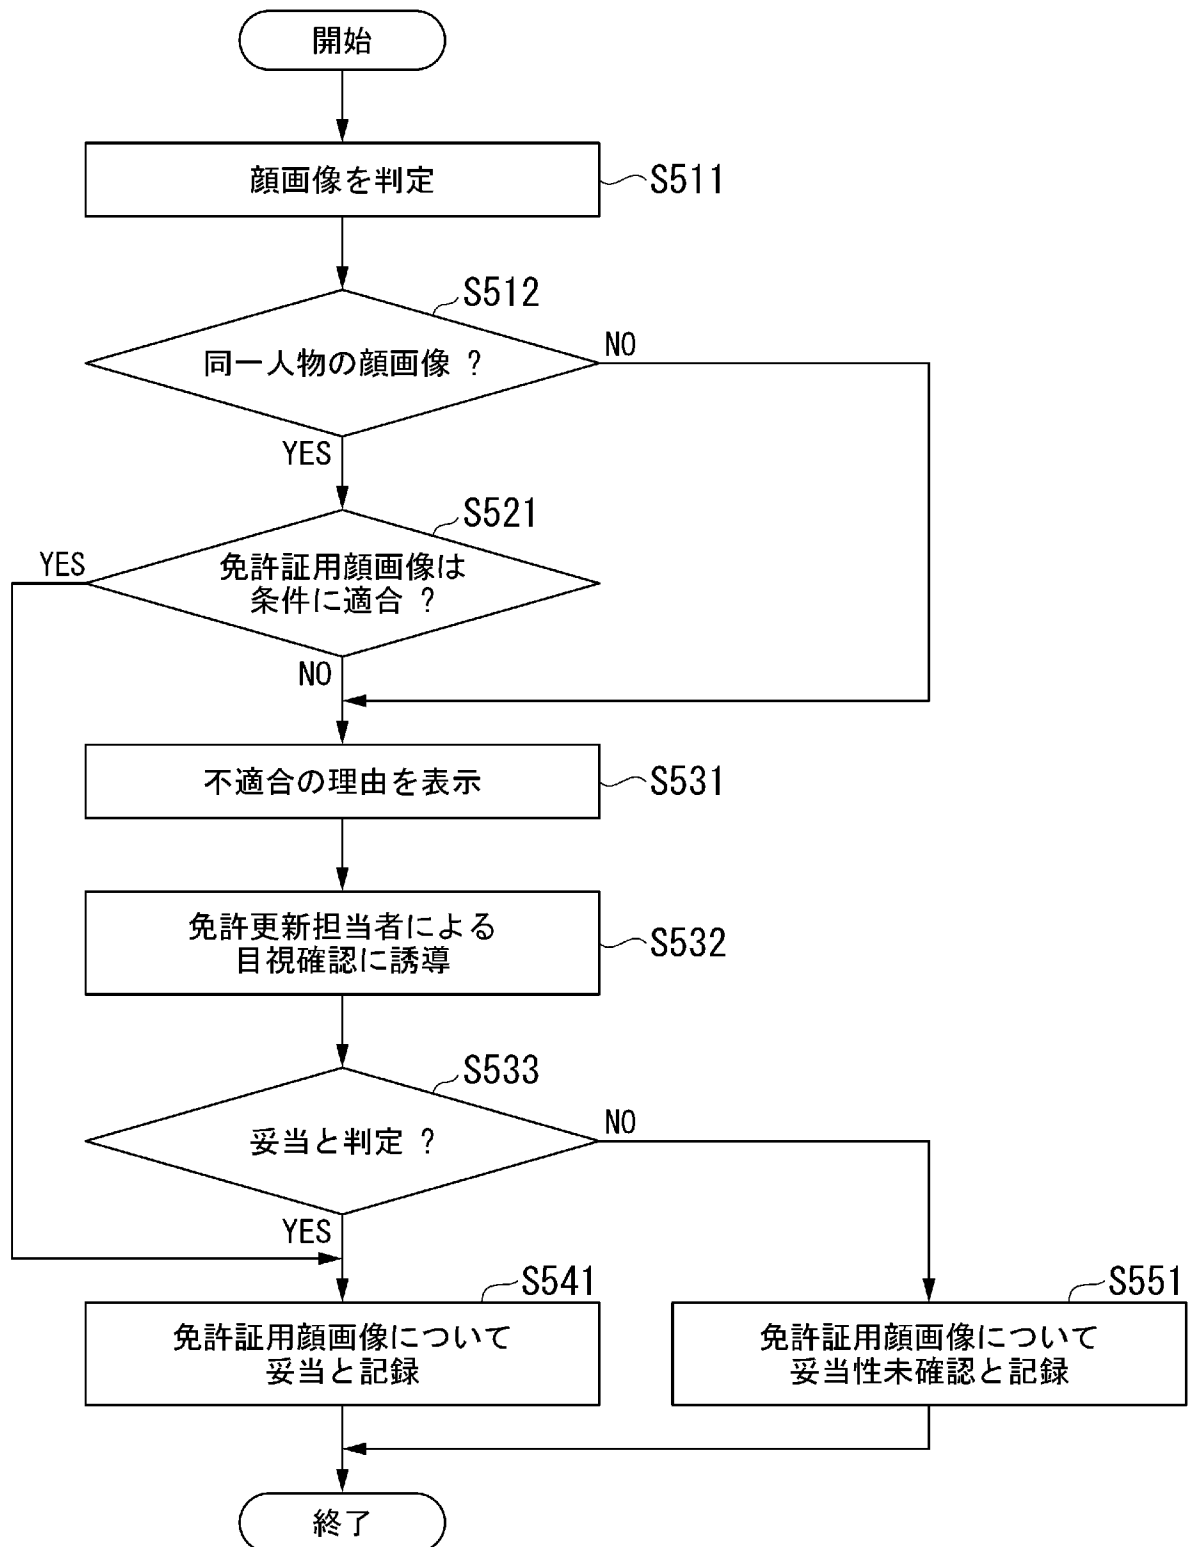 開始
顔画像を判定
S511
S512
同一人物の顔画像 ?
NO
YES
S521
YES
免許証用顔画像は
条件に適合 ?
NO
不適合の理由を表示
S531
免許更新担当者による
目視確認に誘導
S532
S533
妥当と判定 ?
NO
YES
S541
免許証用顔画像について
妥当と記録
S551
免許証用顔画像について
妥当性未確認と記録
終了